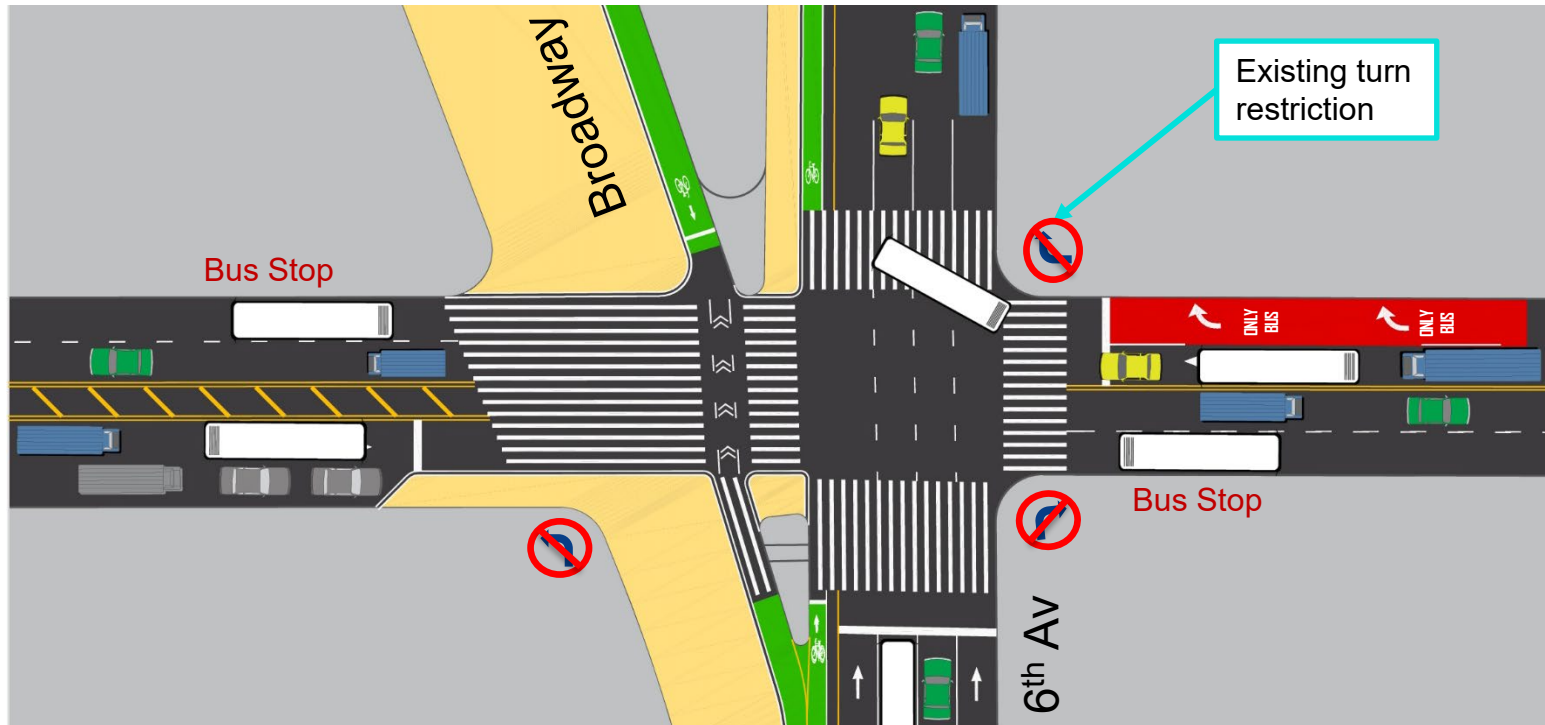 Broadway
Existing turn
restriction
Bus Stop
ONLY
BUS
ONLY
BUS
Bus Stop
6th Av